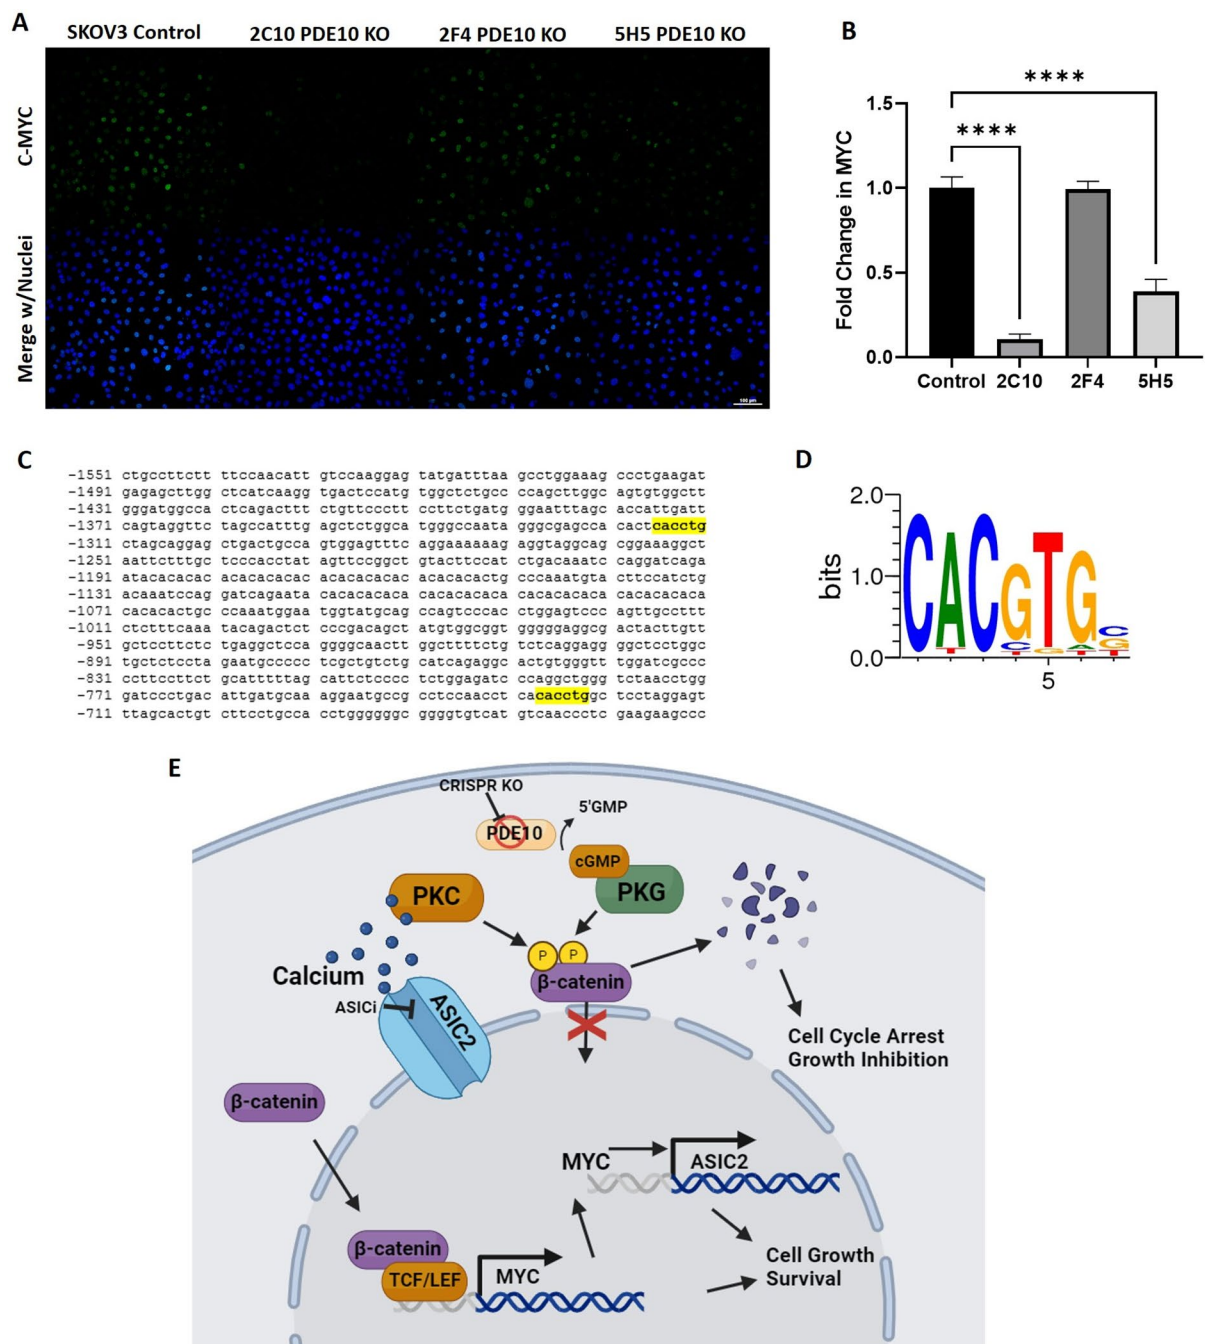 A
SKOV3 Control 2C10 PDE10 KO 2F4 PDE10 KO 5H5 PDE10 KO
C-MYC
Merge w/Nuclei
100 µm
B
Fold Change in MYC
1.5
1.0
0.5
0.0
**** 
****
Control 2C10 2F4 5H5
C
-1551 ctgccttctt ttccaacatt gtccaaggag tatgatttaa gcctggaaag ccctgaagat
-1491 gagagcttgg ctcatcaagg tgactccatg tggctctgcc ccagcttggc agtgtggctt
-1431 gggatggcca ctcagacttt ctgttccctt ccttctgatg ggaatttagc accattgatt
-1371 cagtaggttc tagccatttg agctctggca tgggccaata gggcgagcca cactcacctg
-1311 ctagcaggag ctgactgcca gtggagtttc aggaaaaaag aggtaggcag cggaaaggct
-1251 aattctttgc tccacctatt agttcggct gtacttccat ctgacaaatc caggatcaga
-1191 atacacacac acacacacac acacacacac acacacactg cccaaatgta cttccatctg
-1131 acaaatccag gatcagaata cacacacaca cacacacaca cacacacaca cacacacaca
-1071 cacacactgc ccaaatggaa tggtatgcag ccagtcccac ctggagtccc agttgccttt
-1011 ctctttcaaa tacagactct cccgacagct atgtggcggt gggggaggcg actacttgtt
-951 gctccttctc tgaggctcca ggggcaactt ggcttttctg tctcaggagg ggctcctggc
-891 tgctctccta gaatgccccc tcgctgtctg catcagaggc actgtgggtt tggatcgccc
-831 ccttccttct gcatttttag cattctcccc tctggagatc ccaggctggg tctaacctgg
-771 gatccctgac attgatgcaa aggaatgccg cctccaacct cacacctggc tcctaggagt
-711 ttagcactgt cttcctgcca cctggggggc ggggtgtcat gtcaaccctc gaagaagccc
D
bits
2.0
1.0
0.0
CACGTG
5
E
CRISPR KO
PDE10
5'GMP
cGMP
PKG
PKC
P P
β-catenin
Calcium
ASICi
ASIC2
Cell Cycle Arrest
Growth Inhibition
β-catenin
MYC
ASIC2
β-catenin
TCF/LEF
MYC
Cell Growth
Survival